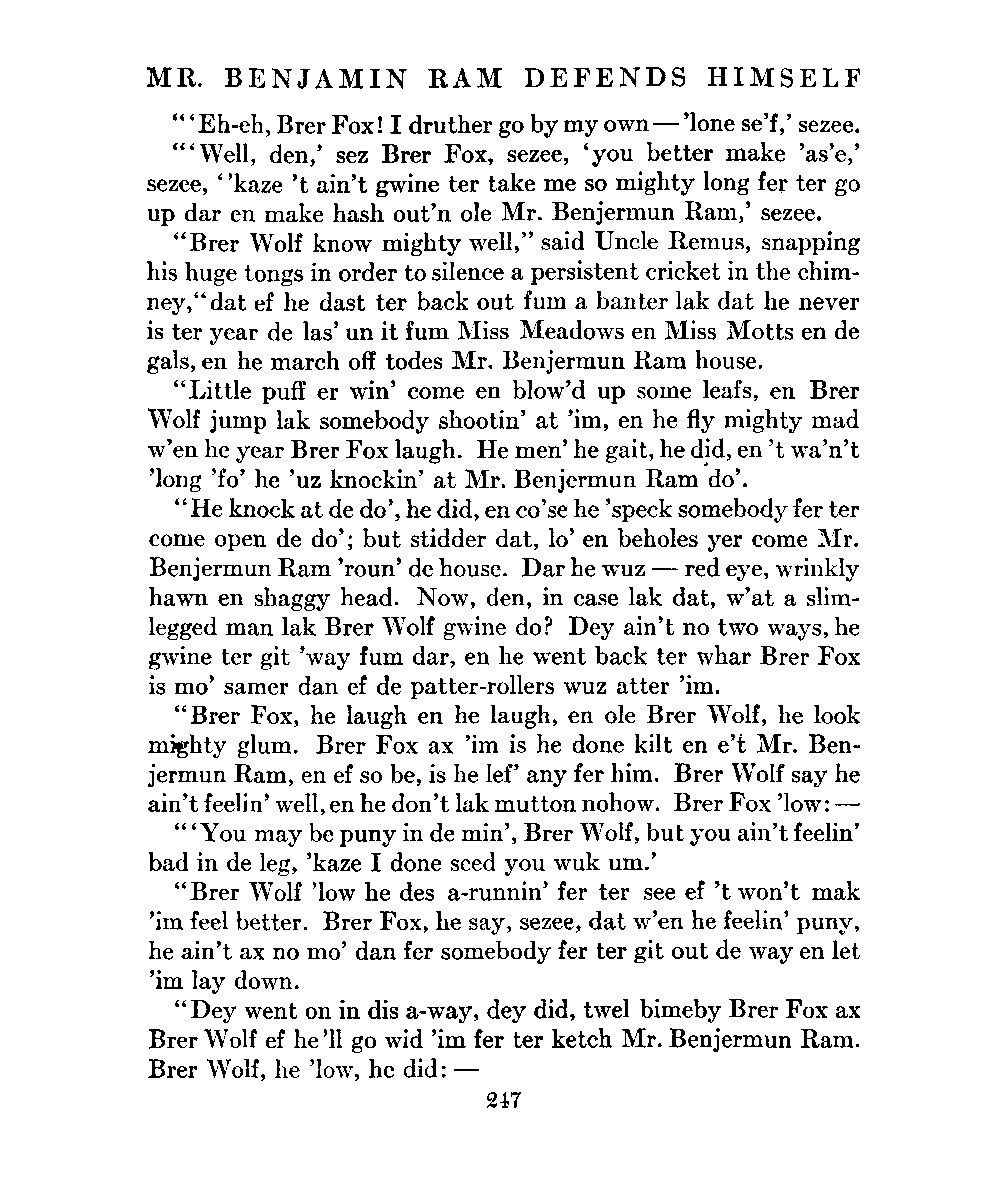 MR. BENJAMIN RAM DEFENDS HIMSELF
“‘Eh-eh, Brer Fox! I druther go by my own — ’lone se’f,’ sezee.
“‘Well, den,’ sez Brer Fox, sezee, ‘you better make ’as’e,’
sezee, ‘’kaze ’t ain’t gwine ter take me so mighty long fer ter go
up dar en make hash out’n ole Mr. Benjermun Ram,’ sezee.
“Brer Wolf know mighty well,” said Uncle Remus, snapping
his huge tongs in order to silence a persistent cricket in the chim-
ney, “dat ef he dast ter back out fum a banter lak dat he never
is ter year de las’ un it fum Miss Meadows en Miss Motts en de
gals, en he march off todes Mr. Benjermun Ram house.
“Little puff er win’ come en blow’d up some leafs, en Brer
Wolf jump lak somebody shootin’ at ’im, en he fly mighty mad
w’en he year Brer Fox laugh. He men’ he gait, he did, en ’t wa’n’t
’long ’fo’ he ’uz knockin’ at Mr. Benjermun Ram do’.
“He knock at de do’, he did, en co’se he ’speck somebody fer ter
come open de do’; but stidder dat, lo’ en beholes yer come Mr.
Benjermun Ram ’roun’ de house. Dar he wuz — red eye, wrinkly
hawn en shaggy head. Now, den, in case lak dat, w’at a slim-
legged man lak Brer Wolf gwine do? Dey ain’t no two ways, he
gwine ter git ’way fum dar, en he went back ter whar Brer Fox
is mo’ samer dan ef de patter-rollers wuz atter ’im.
“Brer Fox, he laugh en he laugh, en ole Brer Wolf, he look
mighty glum. Brer Fox ax ’im is he done kilt en e’t Mr. Ben-
jermun Ram, en ef so be, is he lef’ any fer him. Brer Wolf say he
ain’t feelin’ well, en he don’t lak mutton nohow. Brer Fox ’low: —
“‘You may be puny in de min’, Brer Wolf, but you ain’t feelin’
bad in de leg, ’kaze I done seed you wuk um.’
“Brer Wolf ’low he des a-runnin’ fer ter see ef ’t won’t mak
’im feel better. Brer Fox, he say, sezee, dat w’en he feelin’ puny,
he ain’t ax no mo’ dan fer somebody fer ter git out de way en let
’im lay down.
“Dey went on in dis a-way, dey did, twel bimeby Brer Fox ax
Brer Wolf ef he’ll go wid ’im fer ter ketch Mr. Benjermun Ram.
Brer Wolf, he ’low, he did: —
247